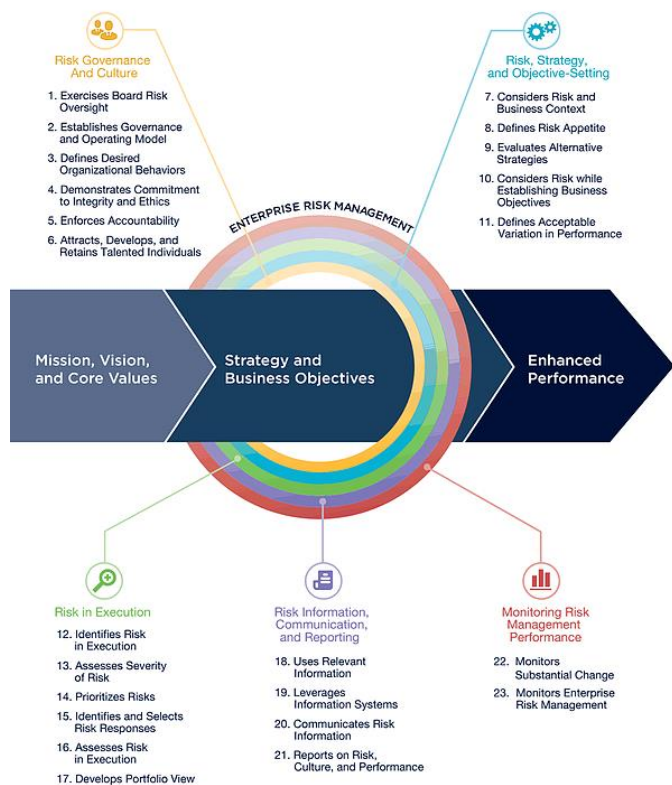 Risk Governance
And Culture
1. Exercises Board Risk
Oversight
2. Establishes Governance
and Operating Model
3. Defines Desired
Organizational Behaviors
4. Demonstrates Commitment
to Integrity and Ethics
5. Enforces Accountability
6. Attracts, Develops, and
Retains Talented Individuals
Risk, Strategy,
and Objective-Setting
7. Considers Risk and
Business Context
8. Defines Risk Appetite
9. Evaluates Alternative
Strategies
10. Considers Risk while
Establishing Business
Objectives
11. Defines Acceptable
Variation in Performance
ENTERPRISE RISK MANAGEMENT
Mission, Vision,
and Core Values
Strategy and
Business Objectives
Enhanced
Performance
Risk in Execution
12. Identifies Risk
in Execution
13. Assesses Severity
of Risk
14. Prioritizes Risks
15. Identifies and Selects
Risk Responses
16. Assesses Risk
in Execution
17. Develops Portfolio View
Risk Information,
Communication,
and Reporting
18. Uses Relevant
Information
19. Leverages
Information Systems
20. Communicates Risk
Information
21. Reports on Risk,
Culture, and Performance
Monitoring Risk
Management
Performance
22. Monitors
Substantial Change
23. Monitors Enterprise
Risk Management